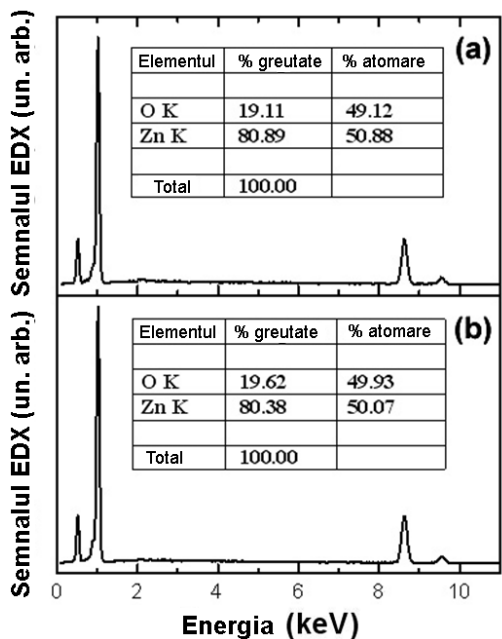 Semnalul EDX (un. arb.)
(a)
Elementul % greutate % atomare
O K 19.11 49.12
Zn K 80.89 50.88
Total 100.00
Semnalul EDX (un. arb.)
(b)
Elementul % greutate % atomare
O K 19.62 49.93
Zn K 80.38 50.07
Total 100.00
0 2 4 6 8 10
Energia (keV)